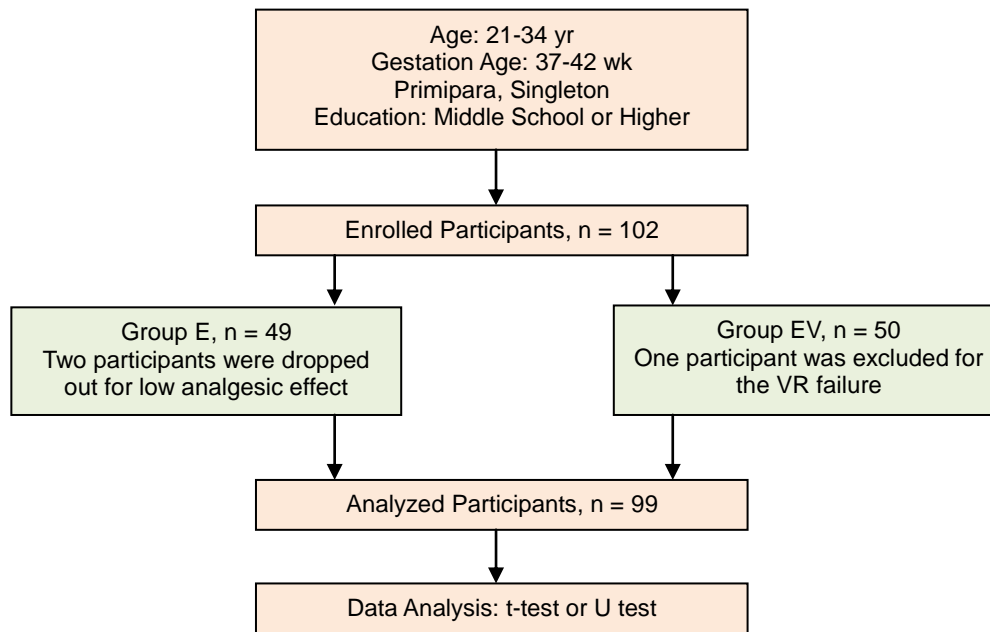 Age: 21-34 yr
Gestation Age: 37-42 wk
Primipara, Singleton
Education: Middle School or Higher
Enrolled Participants, n = 102
Group E, n = 49
Two participants were dropped
out for low analgesic effect
Group EV, n = 50
One participant was excluded for
the VR failure
Analyzed Participants, n = 99
Data Analysis: t-test or U test